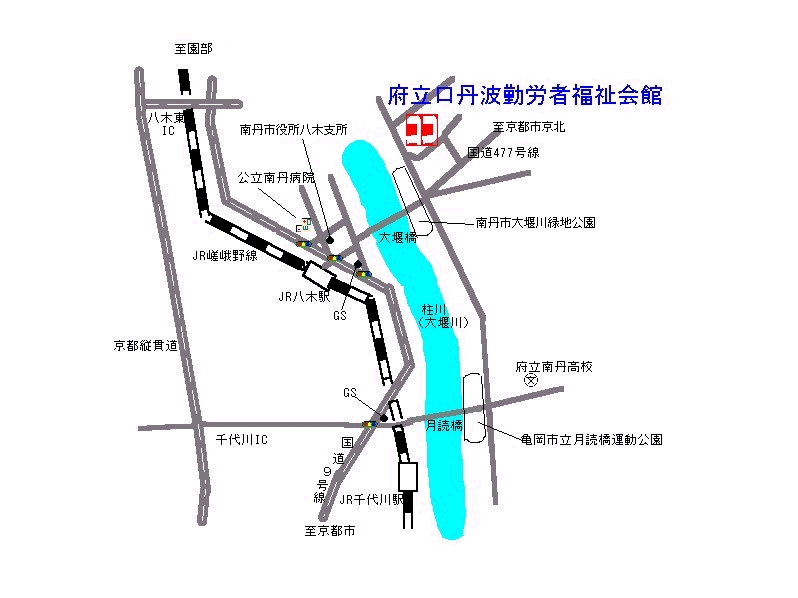 至園部
府立口丹波勤労者福祉会館
八木東
IC
南丹市役所八木支所
至京都市京北
国道477号線
公立南丹病院
南丹市大堰川緑地公園
大堰橋
JR嵯峨野線
JR八木駅
GS
桂川
(大堰川)
京都縦貫道
府立南丹高校
GS
月読橋
千代川IC
亀岡市立月読橋運動公園
国道9号線
JR千代川駅
至京都市